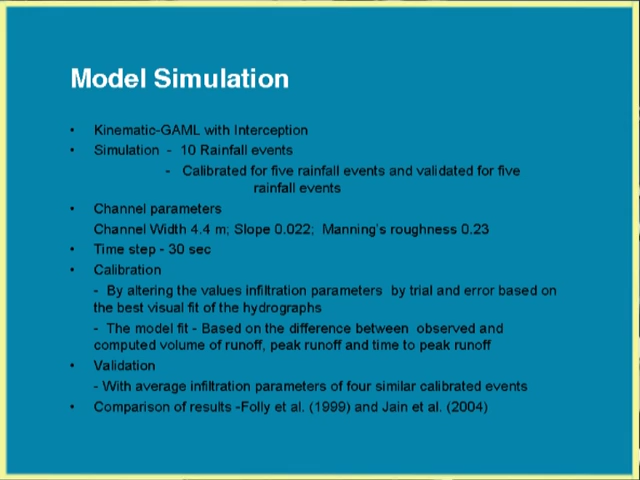 Model Simulation
• Kinematic-GAML with Interception
• Simulation - 10 Rainfall events
- Calibrated for five rainfall events and validated for five
rainfall events
• Channel parameters
Channel Width 4.4 m; Slope 0.022; Manning's roughness 0.23
• Time step - 30 sec
• Calibration
- By altering the values infiltration parameters by trial and error based on
the best visual fit of the hydrographs
- The model fit - Based on the difference between observed and
computed volume of runoff, peak runoff and time to peak runoff
• Validation
- With average infiltration parameters of four similar calibrated events
• Comparison of results -Folly et al. (1999) and Jain et al. (2004)